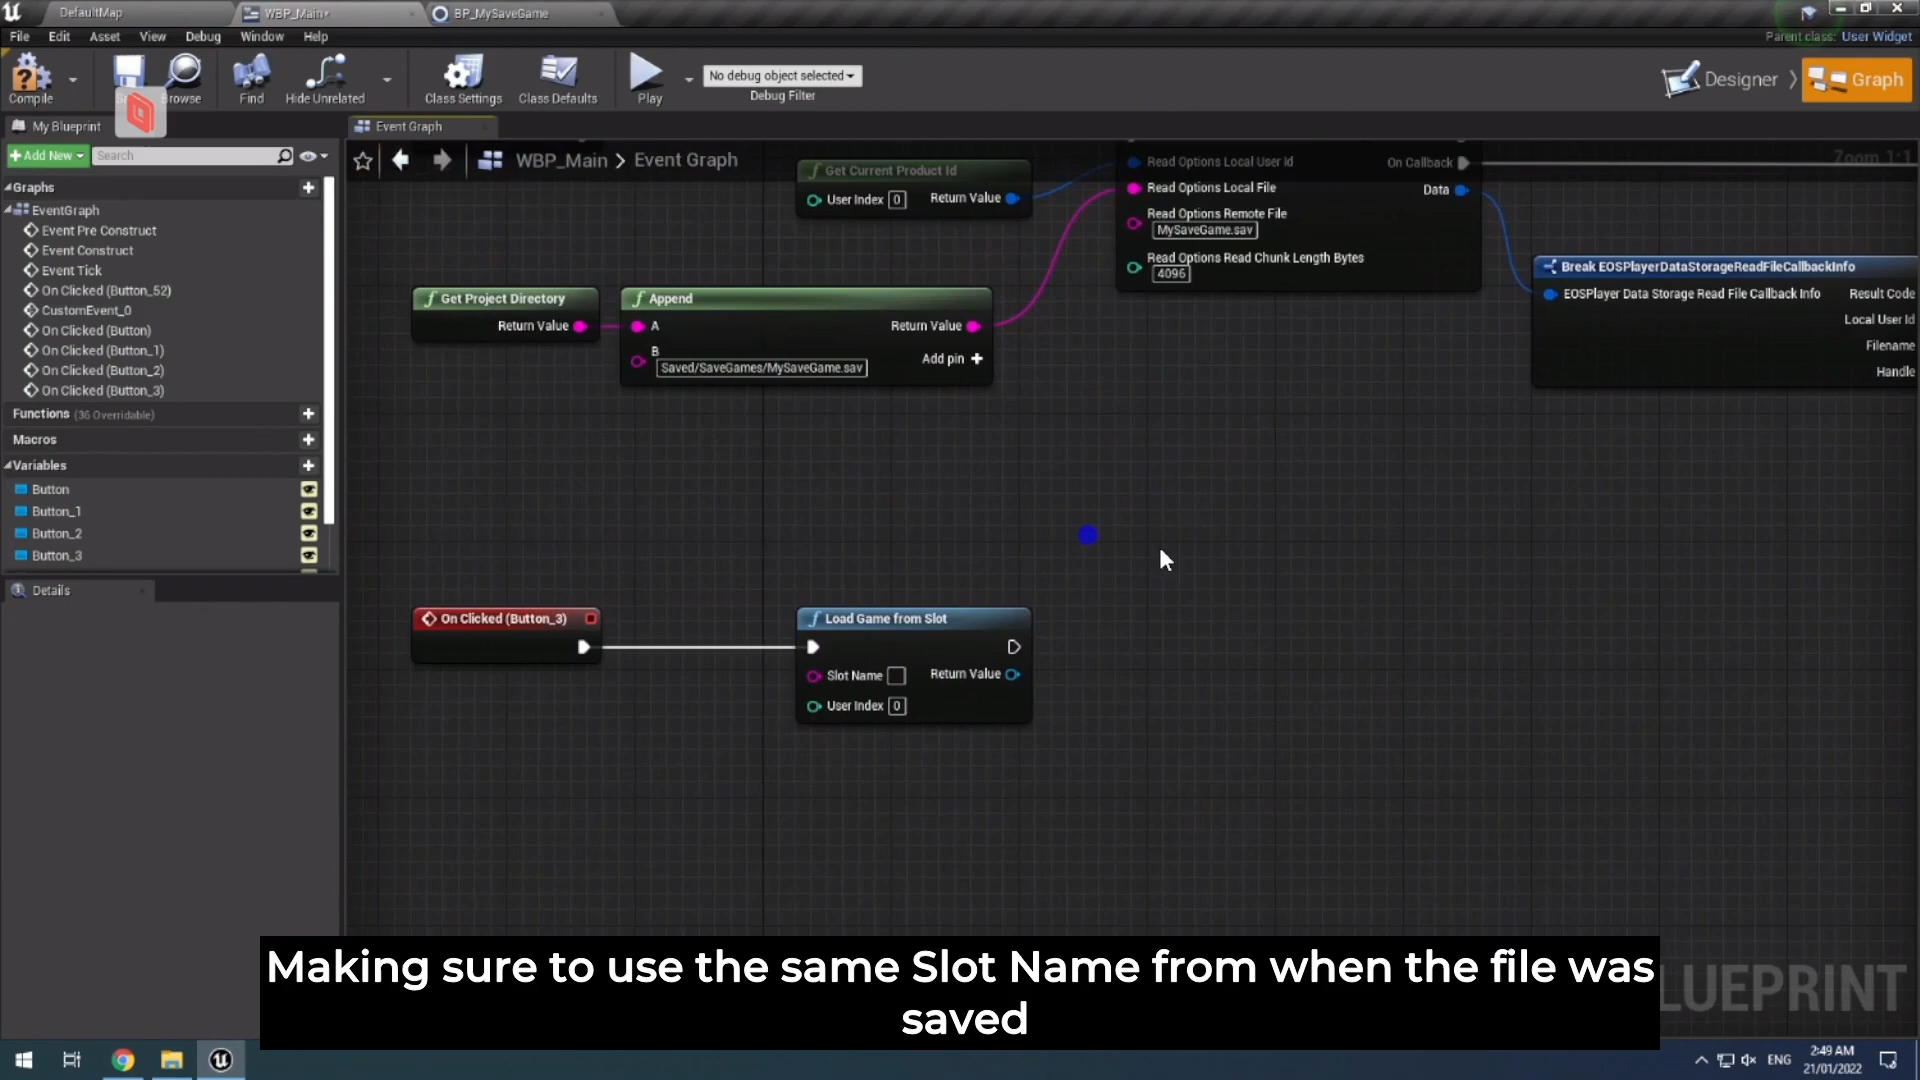 DefaultMap
WBP_Main*
BP_MySaveGame
File
Edit
Asset
View
Debug
Window
Help
Parent class: User Widget
Compile
Browse
Find
Hide Unrelated
Class Settings
Class Defaults
Play
No debug object selected
Debug Filter
Designer
Graph
My Blueprint
Event Graph
Add New
Search
WBP_Main > Event Graph
Zoom 1:1
Graphs
EventGraph
Event Pre Construct
Event Construct
Event Tick
On Clicked (Button_52)
CustomEvent_0
On Clicked (Button)
On Clicked (Button_1)
On Clicked (Button_2)
On Clicked (Button_3)
Functions (36 Overridable)
Macros
Variables
Button
Button_1
Button_2
Button_3
Details
Get Current Product Id
User Index 0
Return Value
Read Options Local User Id
On Callback
Read Options Local File
Data
Read Options Remote File
MySaveGame.sav
Read Options Read Chunk Length Bytes
4096
Get Project Directory
Return Value
Append
A
Return Value
B
Saved/SaveGames/MySaveGame.sav
Add pin
Break EOSPlayerDataStorageReadFileCallbackInfo
EOSPlayer Data Storage Read File Callback Info
Result Code
Local User Id
Filename
Handle
On Clicked (Button_3)
Load Game from Slot
Slot Name
Return Value
User Index 0
Making sure to use the same Slot Name from when the file was
saved
LUEPRINT
ENG
2:49 AM
21/01/2022